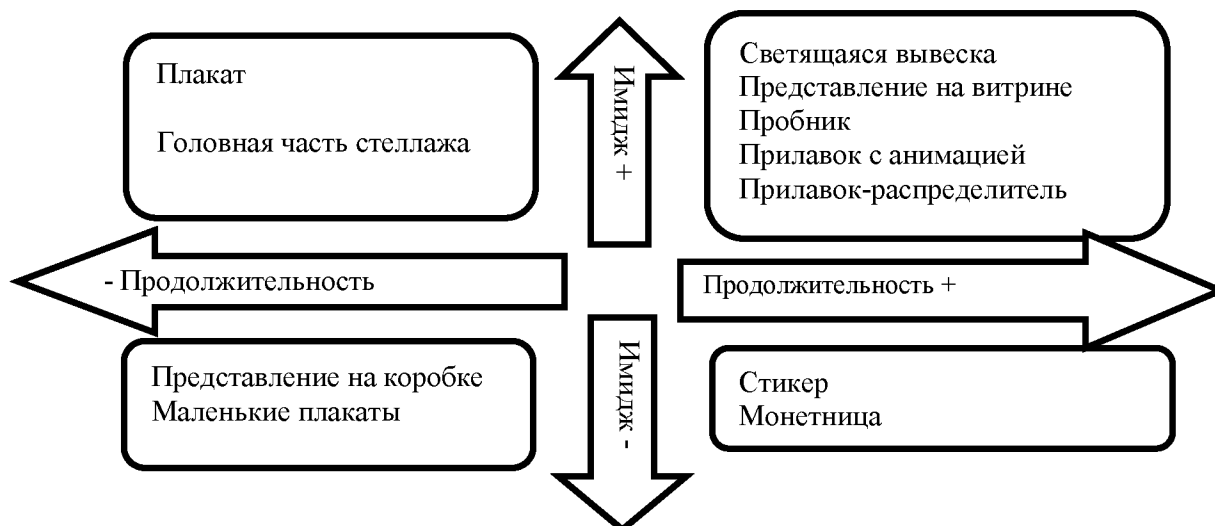 Плакат
Головная часть стеллажа
Имидж +
Светящаяся вывеска
Представление на витрине
Пробник
Прилавок с анимацией
Прилавок-распределитель
- Продолжительность
Продолжительность +
Представление на коробке
Маленькие плакаты
Имидж -
Стикер
Монетница